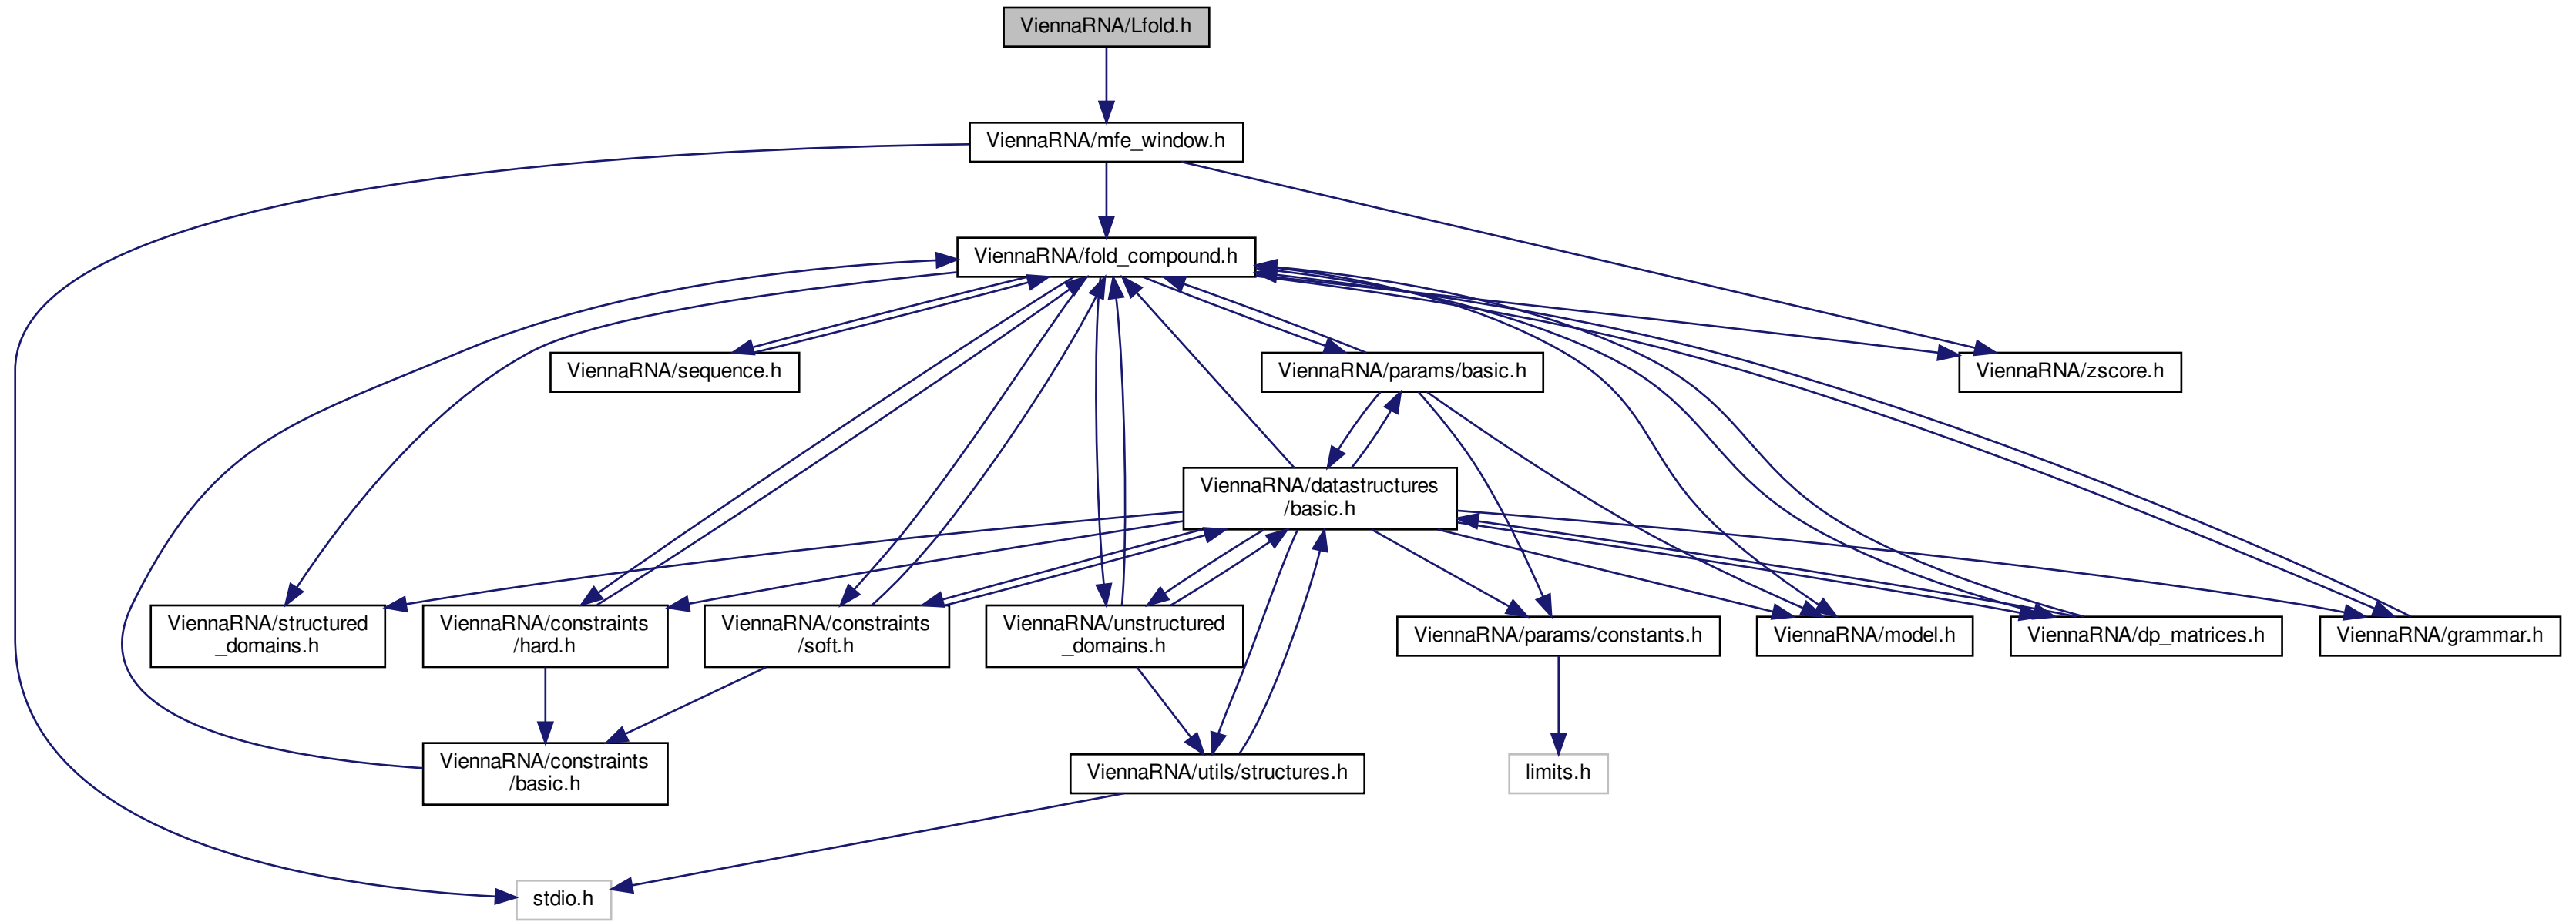 ViennaRNA/Lfold.h
ViennaRNA/mfe_window.h
ViennaRNA/fold_compound.h
ViennaRNA/sequence.h
ViennaRNA/params/basic.h
ViennaRNA/zscore.h
ViennaRNA/datastructures
/basic.h
ViennaRNA/structured
_domains.h
ViennaRNA/constraints
/hard.h
ViennaRNA/constraints
/soft.h
ViennaRNA/unstructured
_domains.h
ViennaRNA/params/constants.h
ViennaRNA/model.h
ViennaRNA/dp_matrices.h
ViennaRNA/grammar.h
ViennaRNA/constraints
/basic.h
ViennaRNA/utils/structures.h
limits.h
stdio.h